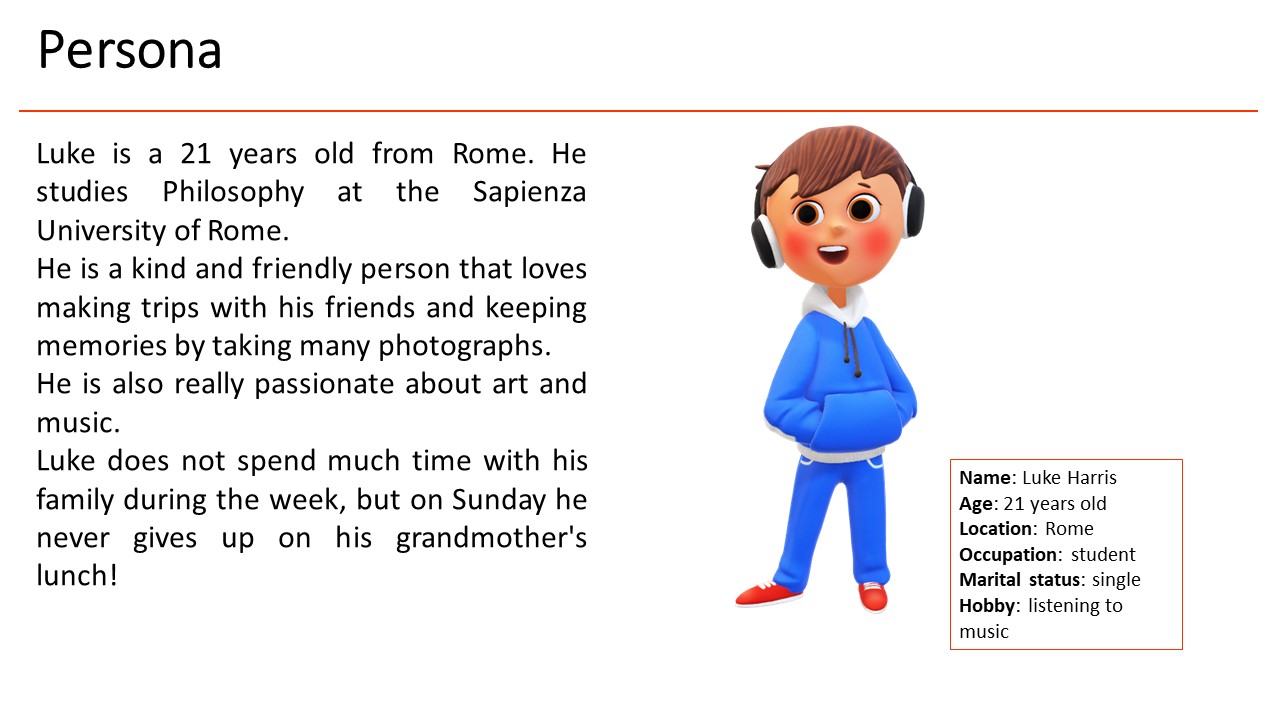 Persona
Luke is a 21 years old from Rome. He
studies Philosophy at the Sapienza
University of Rome.
He is a kind and friendly person that loves
making trips with his friends and keeping
memories by taking many photographs.
He is also really passionate about art and
music.
Luke does not spend much time with his
family during the week, but on Sunday he
never gives up on his grandmother's
lunch!
Name: Luke Harris
Age: 21 years old
Location: Rome
Occupation: student
Marital status: single
Hobby: listening to
music